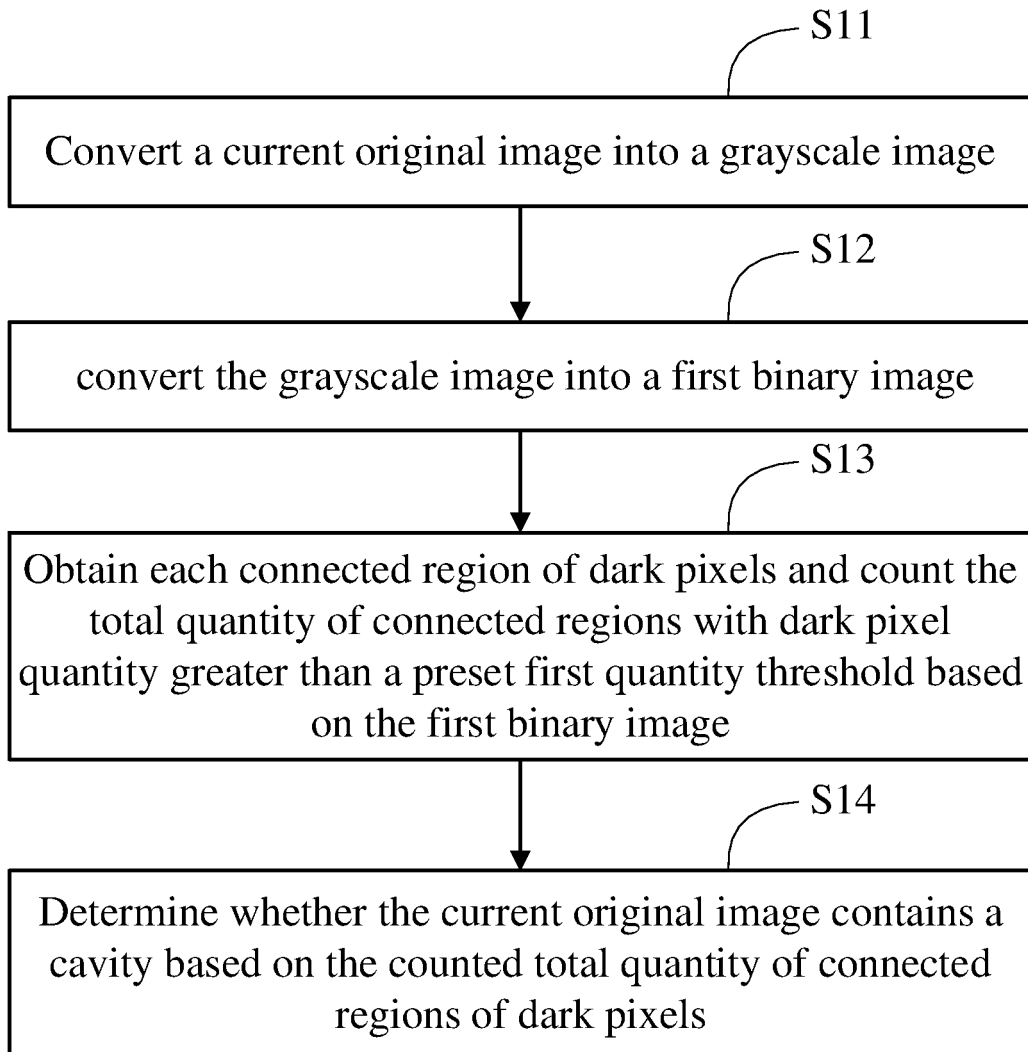 S11
Convert a current original image into a grayscale image
S12
convert the grayscale image into a first binary image
S13
Obtain each connected region of dark pixels and count the
total quantity of connected regions with dark pixel
quantity greater than a preset first quantity threshold based
on the first binary image
S14
Determine whether the current original image contains a
cavity based on the counted total quantity of connected
regions of dark pixels